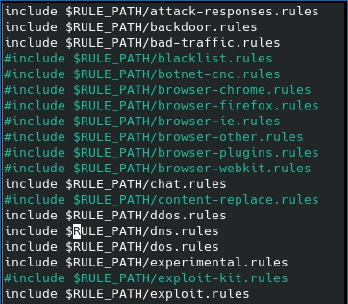 include $RULE_PATH/attack-responses.rules
include $RULE_PATH/backdoor.rules
include $RULE_PATH/bad-traffic.rules
#include $RULE_PATH/blacklist.rules
#include $RULE_PATH/botnet-cnc.rules
#include $RULE_PATH/browser-chrome.rules
#include $RULE_PATH/browser-firefox.rules
#include $RULE_PATH/browser-ie.rules
#include $RULE_PATH/browser-other.rules
#include $RULE_PATH/browser-plugins.rules
#include $RULE_PATH/browser-webkit.rules
include $RULE_PATH/chat.rules
#include $RULE_PATH/content-replace.rules
include $RULE_PATH/ddos.rules
include $RULE_PATH/dns.rules
include $RULE_PATH/dos.rules
include $RULE_PATH/experimental.rules
#include $RULE_PATH/exploit-kit.rules
include $RULE_PATH/exploit.rules